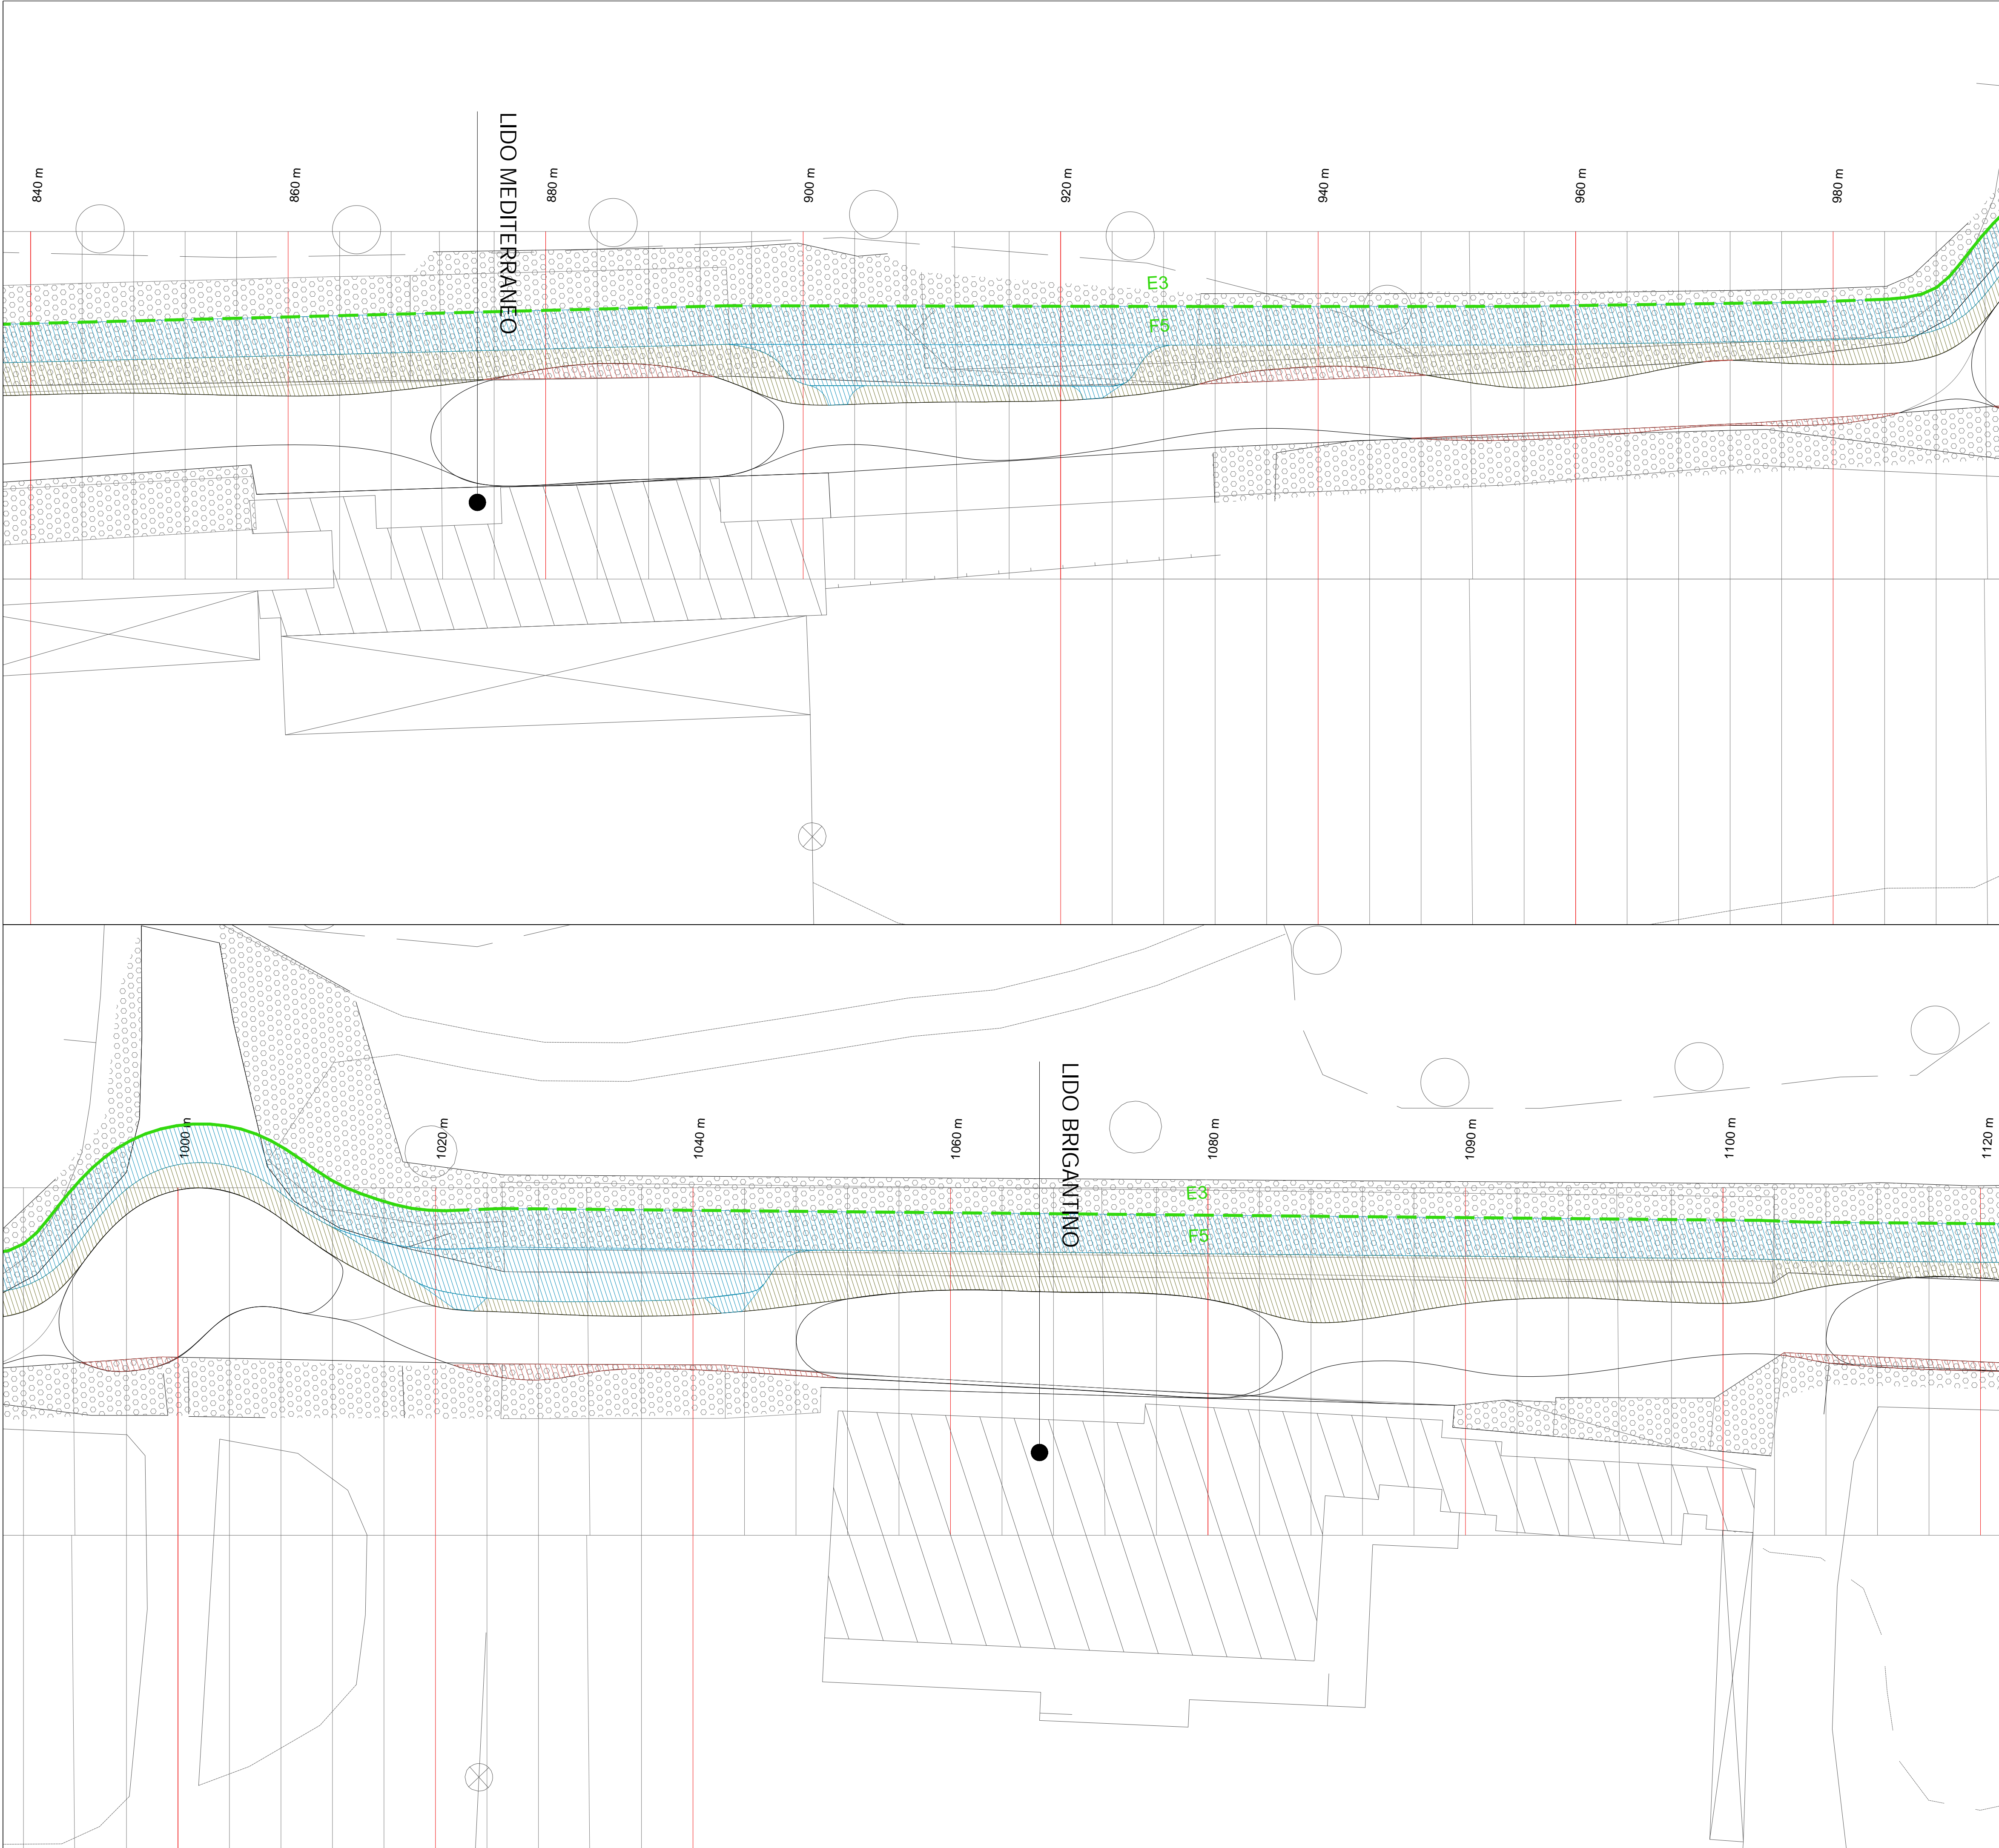 LIDO MEDITERRANEO
840 m
860 m
880 m
900 m
920 m
940 m
960 m
980 m
E3
F5
LIDO BRIGANTINO
1000 m
1020 m
1040 m
1060 m
1080 m
1090 m
1100 m
1120 m
E3
F5